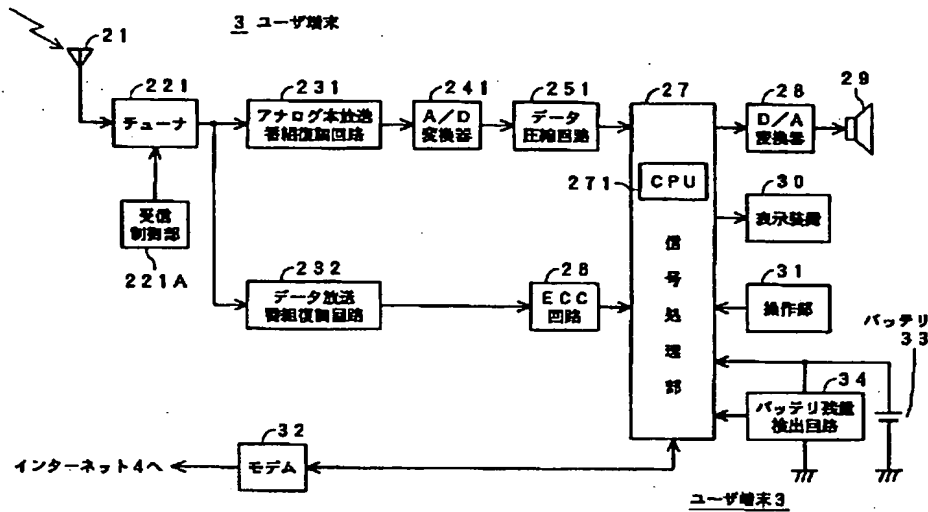 3 ユーザ端末
21
221
チューナ
受信
制御部
221A
231
アナログ本放送
番組復調回路
241
A/D
変換器
251
データ
圧縮回路
27
271
CPU
信号処理部
28
D/A
変換器
29
30
表示装置
31
操作部
バッテリ
33
34
バッテリ残量
検出回路
232
データ放送
番組復調回路
28
ECC
回路
32
モデム
インターネット4へ
ユーザ端末3